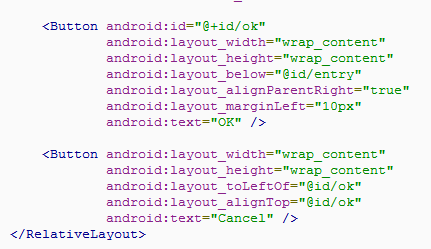 <Button android:id="@+id/ok"
android:layout_width="wrap_content"
android:layout_height="wrap_content"
android:layout_below="@id/entry"
android:layout_alignParentRight="true"
android:layout_marginLeft="10px"
android:text="OK" />
<Button android:layout_width="wrap_content"
android:layout_height="wrap_content"
android:layout_toLeftOf="@id/ok"
android:layout_alignTop="@id/ok"
android:text="Cancel" />
</RelativeLayout>